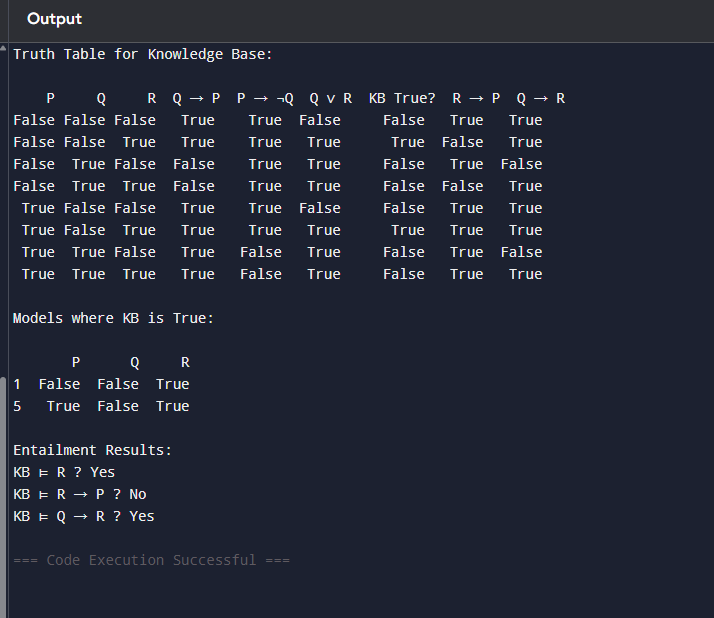 Output
Truth Table for Knowledge Base:
P Q R Q → P P → ¬Q Q ∨ R KB True? R → P Q → R
False False False True True False False True True
False False True True True True True False True
False True False False True True False True False
False True True False True True False False True
True False False True True False False True True
True False True True True True True True True
True True False True False True False True False
True True True True False True False True True
Models where KB is True:
P Q R
1 False False True
5 True False True
Entailment Results:
KB ⊨ R ? Yes
KB ⊨ R → P ? No
KB ⊨ Q → R ? Yes
=== Code Execution Successful ===